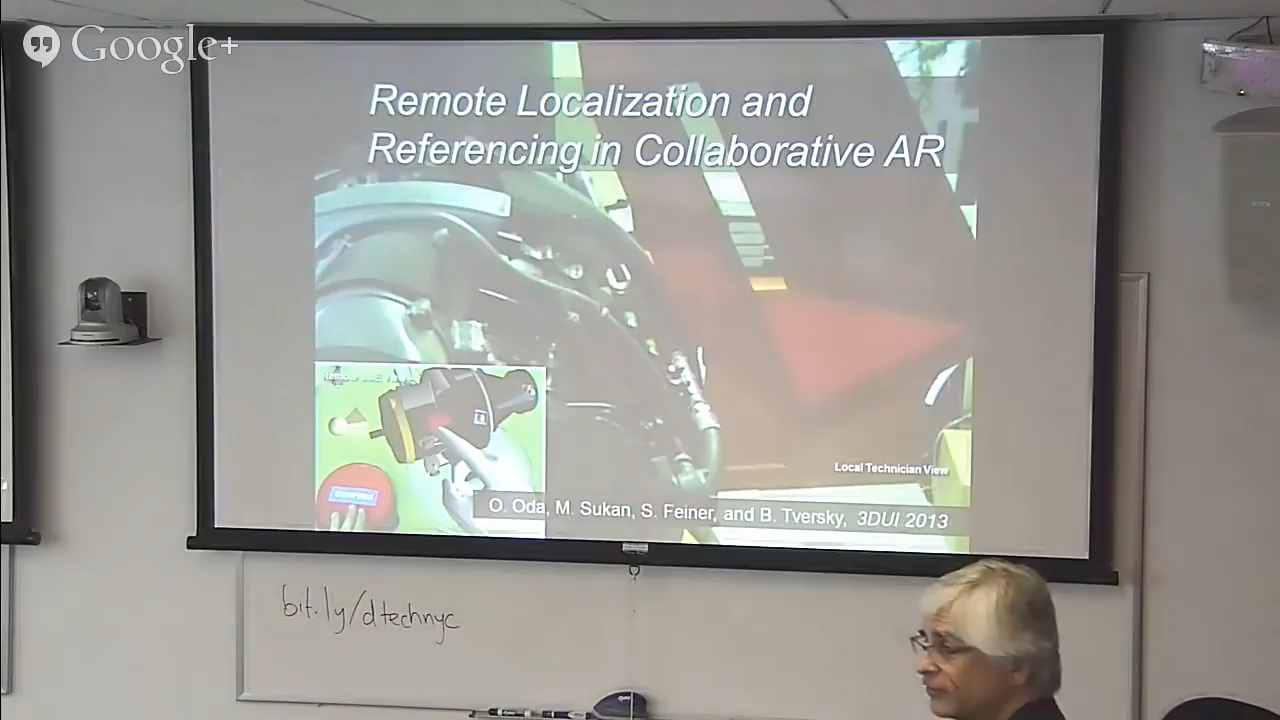 Google+
Remote Localization and
Referencing in Collaborative AR
Local Technician View
O. Oda, M. Sukan, S. Feiner, and B. Tversky, 3DUI 2013
bit.ly/dtechnyc